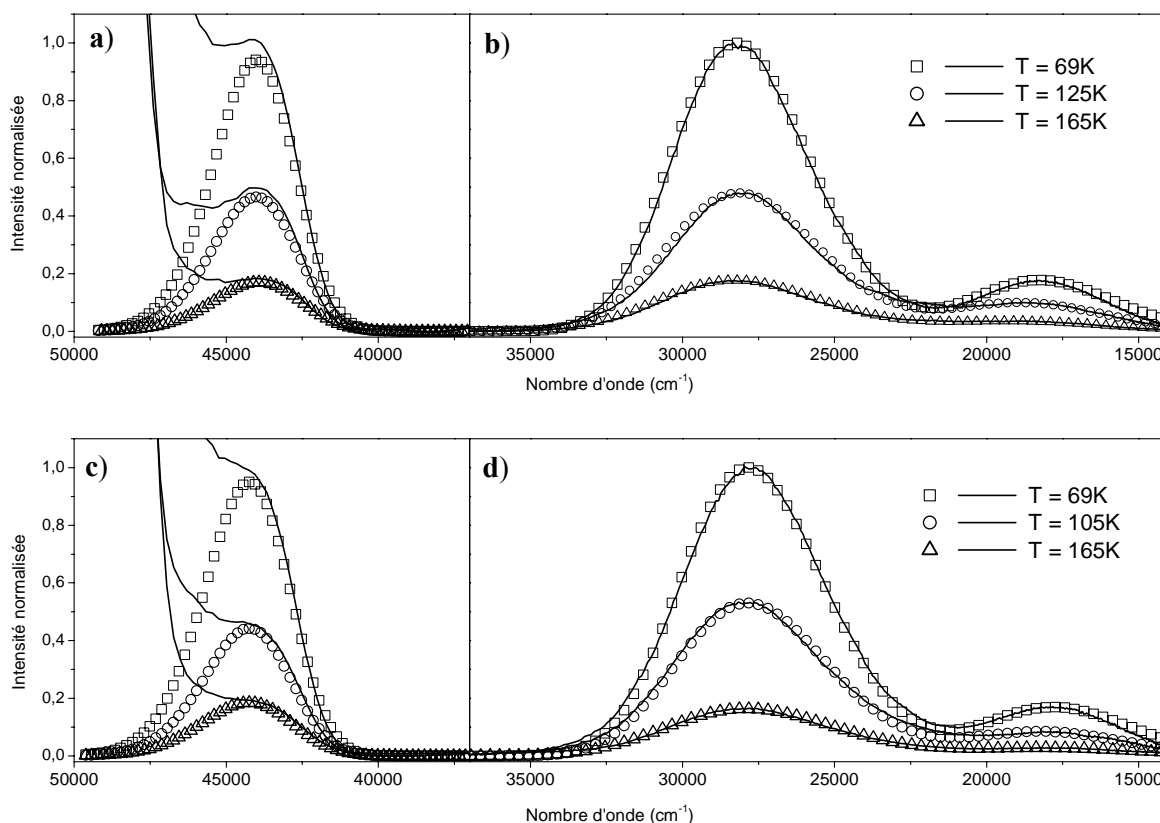 a)
b)
Intensité normalisée
1,0
0,8
0,6
0,4
0,2
0,0
T = 69K
T = 125K
T = 165K
50000 45000 40000 35000 30000 25000 20000 15000
Nombre d'onde (cm⁻¹)
c)
d)
Intensité normalisée
1,0
0,8
0,6
0,4
0,2
0,0
T = 69K
T = 105K
T = 165K
50000 45000 40000 35000 30000 25000 20000 15000
Nombre d'onde (cm⁻¹)